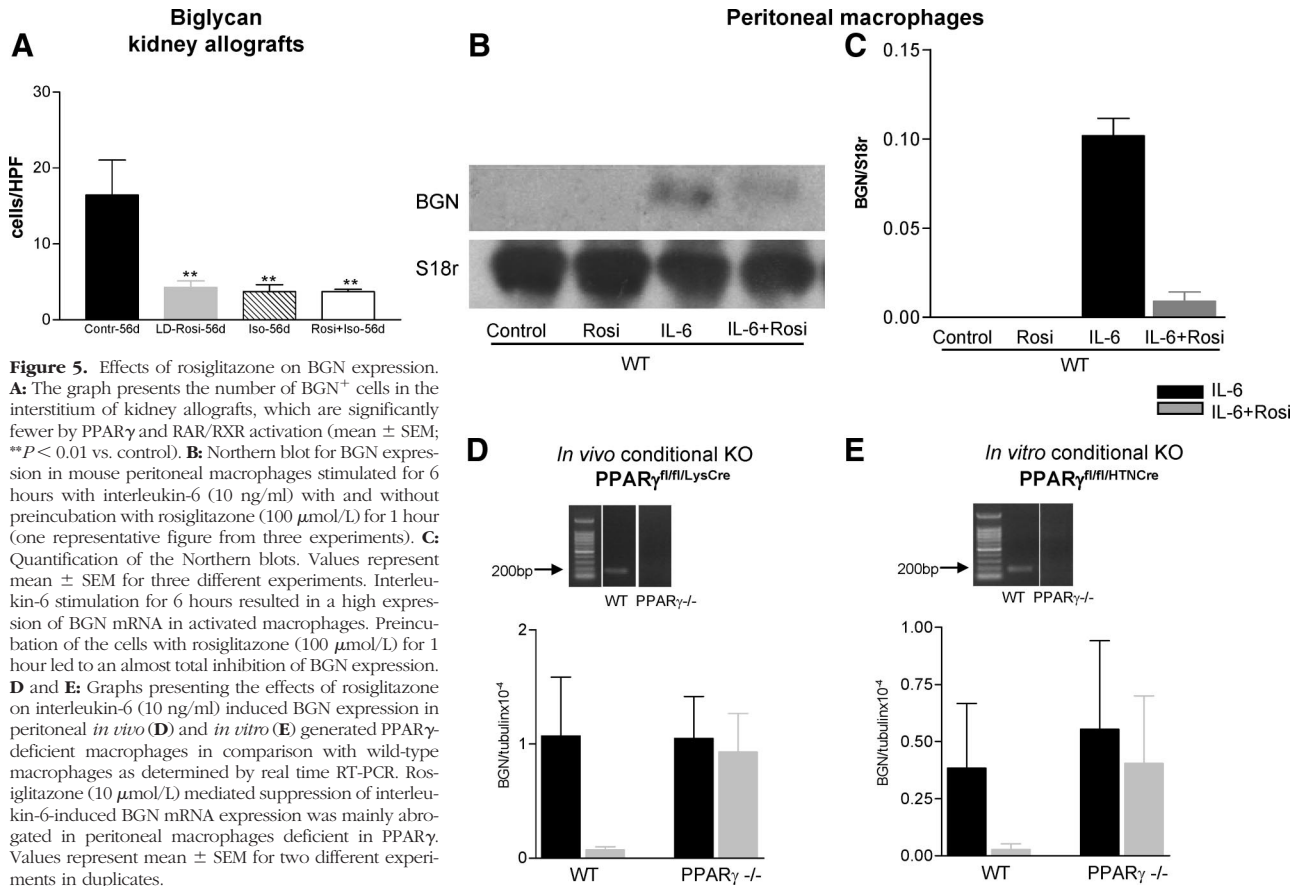 Biglycan
kidney allografts
A
30
20
10
0
cells/HPF
**
**
**
Contr-56d
LD-Rosi-56d
Iso-56d
Rosi+Iso-56d
Peritoneal macrophages
B
BGN
S18r
Control
Rosi
IL-6
IL-6+Rosi
WT
C
0.15
0.10
0.05
0.00
BGN/S18r
Control
Rosi
IL-6
IL-6+Rosi
WT
IL-6
IL-6+Rosi
Figure 5. Effects of rosiglitazone on BGN expression.
A: The graph presents the number of BGN⁺ cells in the
interstitium of kidney allografts, which are significantly
fewer by PPARγ and RAR/RXR activation (mean ± SEM;
**P < 0.01 vs. control). B: Northern blot for BGN expres-
sion in mouse peritoneal macrophages stimulated for 6
hours with interleukin-6 (10 ng/ml) with and without
preincubation with rosiglitazone (100 μmol/L) for 1 hour
(one representative figure from three experiments). C:
Quantification of the Northern blots. Values represent
mean ± SEM for three different experiments. Interleu-
kin-6 stimulation for 6 hours resulted in a high expres-
sion of BGN mRNA in activated macrophages. Preincu-
bation of the cells with rosiglitazone (100 μmol/L) for 1
hour led to an almost total inhibition of BGN expression.
D and E: Graphs presenting the effects of rosiglitazone
on interleukin-6 (10 ng/ml) induced BGN expression in
peritoneal in vivo (D) and in vitro (E) generated PPARγ-
deficient macrophages in comparison with wild-type
macrophages as determined by real time RT-PCR. Ros-
iglitazone (10 μmol/L) mediated suppression of interleu-
kin-6-induced BGN mRNA expression was mainly abro-
gated in peritoneal macrophages deficient in PPARγ.
Values represent mean ± SEM for two different experi-
ments in duplicates.
D
In vivo conditional KO
PPARγfl/fl/LysCre
200bp
WT
PPARγ-/-
2
1
0
BGN/tubulinx10⁻⁴
WT
PPARγ -/-
E
In vitro conditional KO
PPARγfl/fl/HTNCre
200bp
WT
PPARγ-/-
1.00
0.75
0.50
0.25
0.00
BGN/tubulinx10⁻⁴
WT
PPARγ -/-